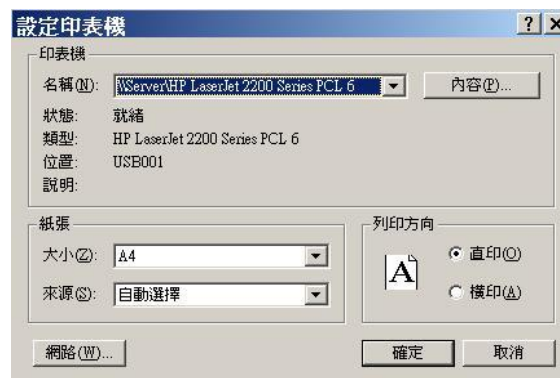 設定印表機
印表機
名稱(N): \\Server\HP LaserJet 2200 Series PCL 6 內容(P)...
狀態: 就緒
類型: HP LaserJet 2200 Series PCL 6
位置: USB001
說明:
紙張
大小(Z): A4
來源(S): 自動選擇
列印方向
A
直印(O)
橫印(A)
網路(W)...
確定 取消